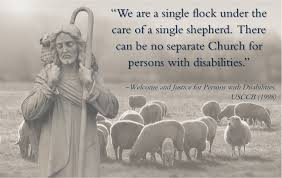 “We are a single flock under the
care of a single shepherd. There
can be no separate Church for
persons with disabilities.”
~Welcome and Justice for Persons with Disabilities,
USCCB (1998)